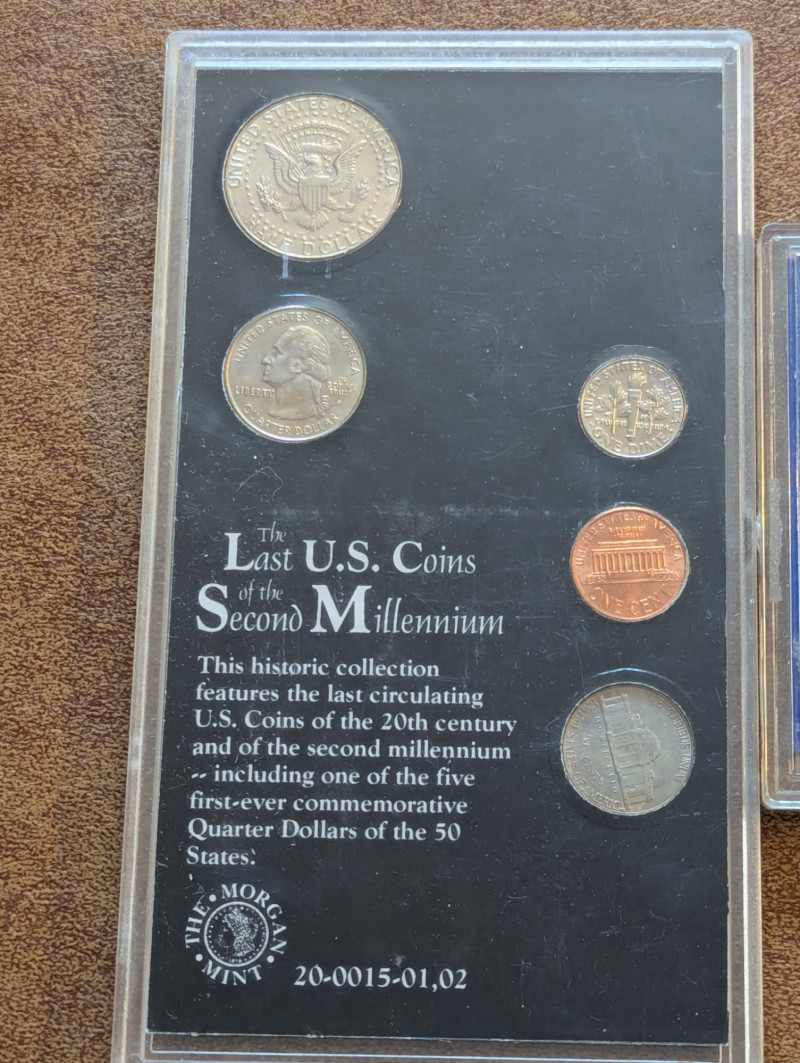 UNITED STATES OF AMERICA
HALF DOLLAR
UNITED STATES OF AMERICA
LIBERTY
QUARTER DOLLAR
UNITED STATES OF AMERICA
ONE DIME
UNITED STATES OF AMERICA
ONE CENT
The
Last U.S. Coins
of the
Second Millennium
This historic collection
features the last circulating
U.S. Coins of the 20th century
and of the second millennium
-- including one of the five
first-ever commemorative
Quarter Dollars of the 50
States.
THE • MORGAN
• MINT •
20-0015-01,02